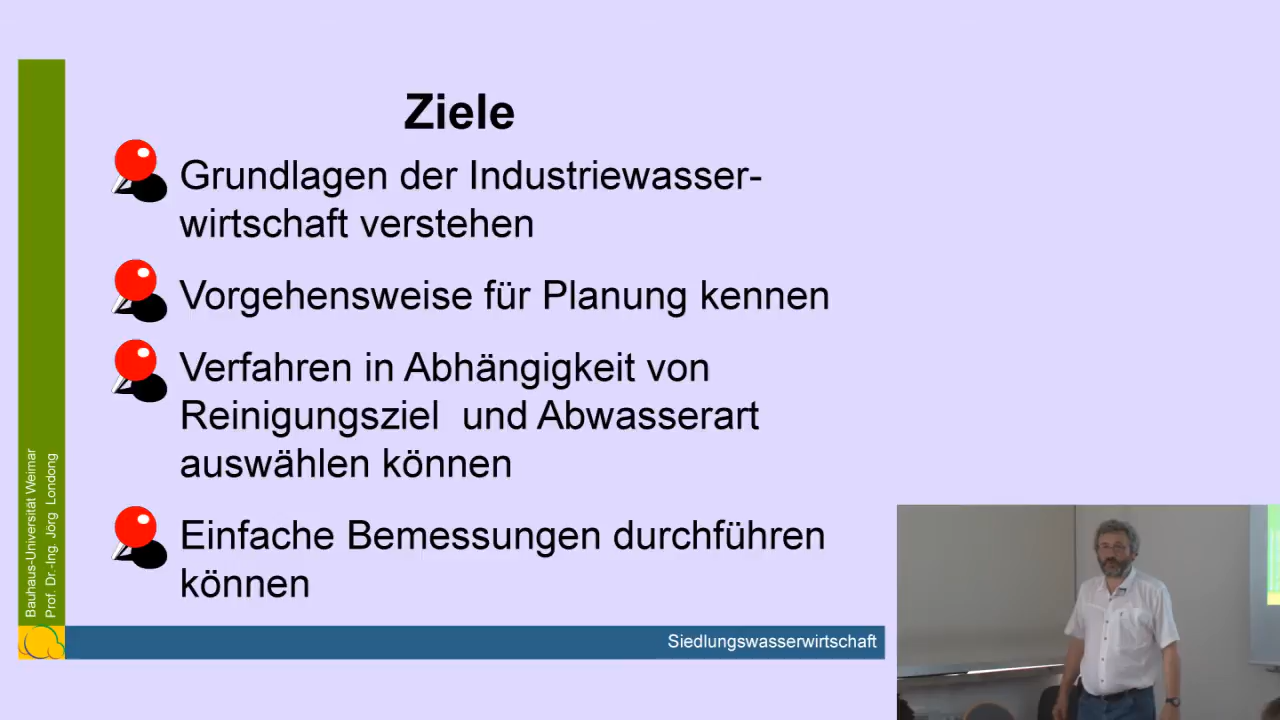 Ziele
Grundlagen der Industriewasser-
wirtschaft verstehen
Vorgehensweise für Planung kennen
Verfahren in Abhängigkeit von
Reinigungsziel und Abwasserart
auswählen können
Einfache Bemessungen durchführen
können
Bauhaus-Universität Weimar
Prof. Dr.-Ing. Jörg Londong
Siedlungswasserwirtschaft